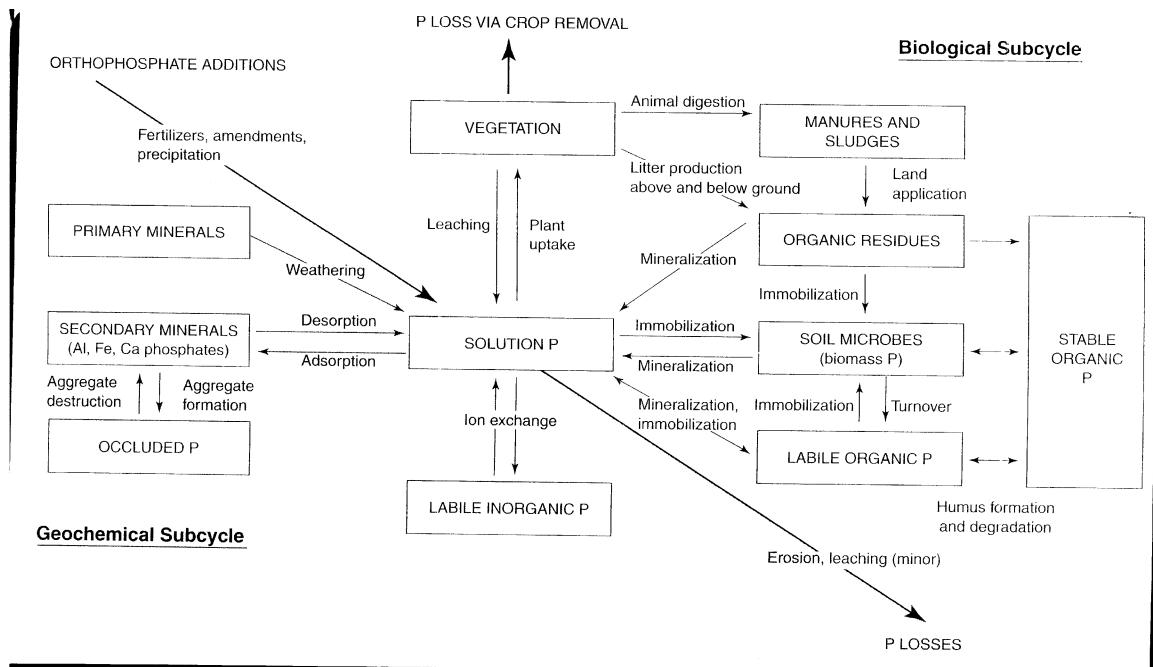 P LOSS VIA CROP REMOVAL
Biological Subcycle
ORTHOPHOSPHATE ADDITIONS
Fertilizers, amendments,
precipitation
VEGETATION
Animal digestion
MANURES AND
SLUDGES
Litter production
above and below ground
Land
application
PRIMARY MINERALS
Leaching
Plant
uptake
ORGANIC RESIDUES
Weathering
Mineralization
Immobilization
SECONDARY MINERALS
(Al, Fe, Ca phosphates)
Desorption
Adsorption
SOLUTION P
Immobilization
Mineralization
SOIL MICROBES
(biomass P)
STABLE
ORGANIC
P
Aggregate
destruction
Aggregate
formation
Mineralization,
immobilization
Immobilization
Turnover
Ion exchange
OCCLUDED P
LABILE ORGANIC P
LABILE INORGANIC P
Humus formation
and degradation
Geochemical Subcycle
Erosion, leaching (minor)
P LOSSES